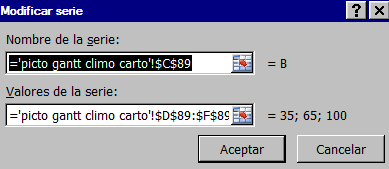 Modificar serie
Nombre de la serie:
='picto gantt climo carto'!$C$89 = B
Valores de la serie:
='picto gantt climo carto'!$D$89:$F$89 = 35; 65; 100
Aceptar Cancelar